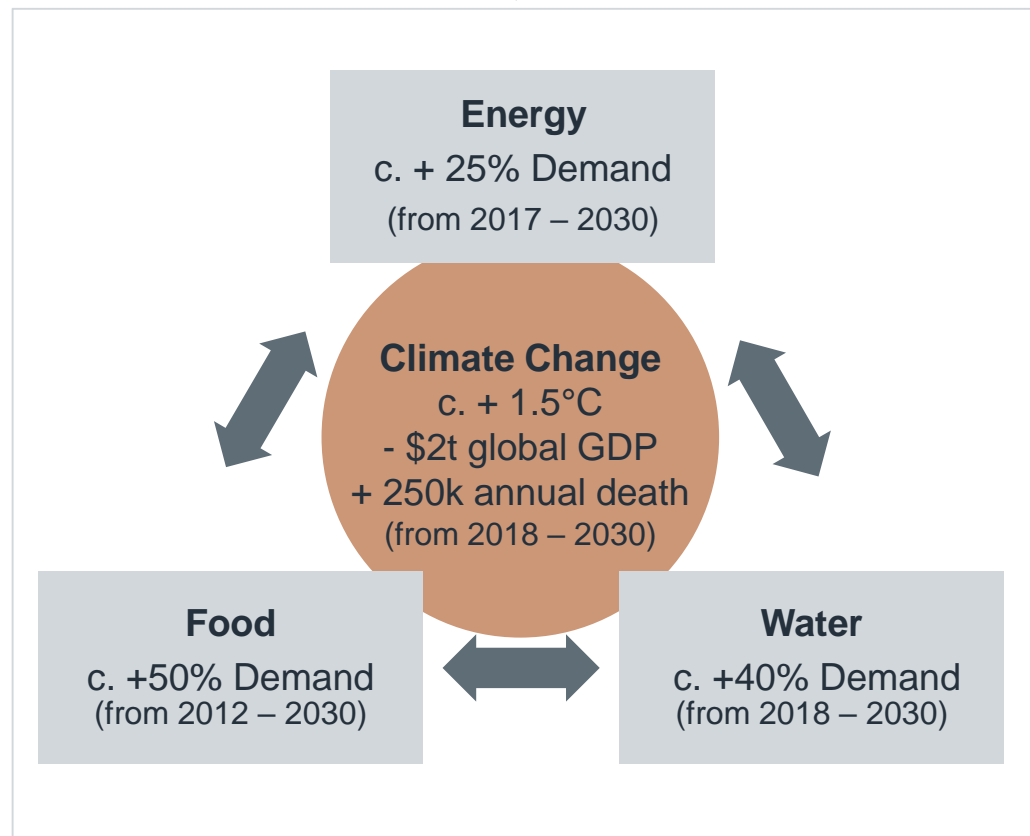 Energy
c. + 25% Demand
(from 2017 – 2030)
Climate Change
c. + 1.5°C
- $2t global GDP
+ 250k annual death
(from 2018 – 2030)
Food
c. +50% Demand
(from 2012 – 2030)
Water
c. +40% Demand
(from 2018 – 2030)